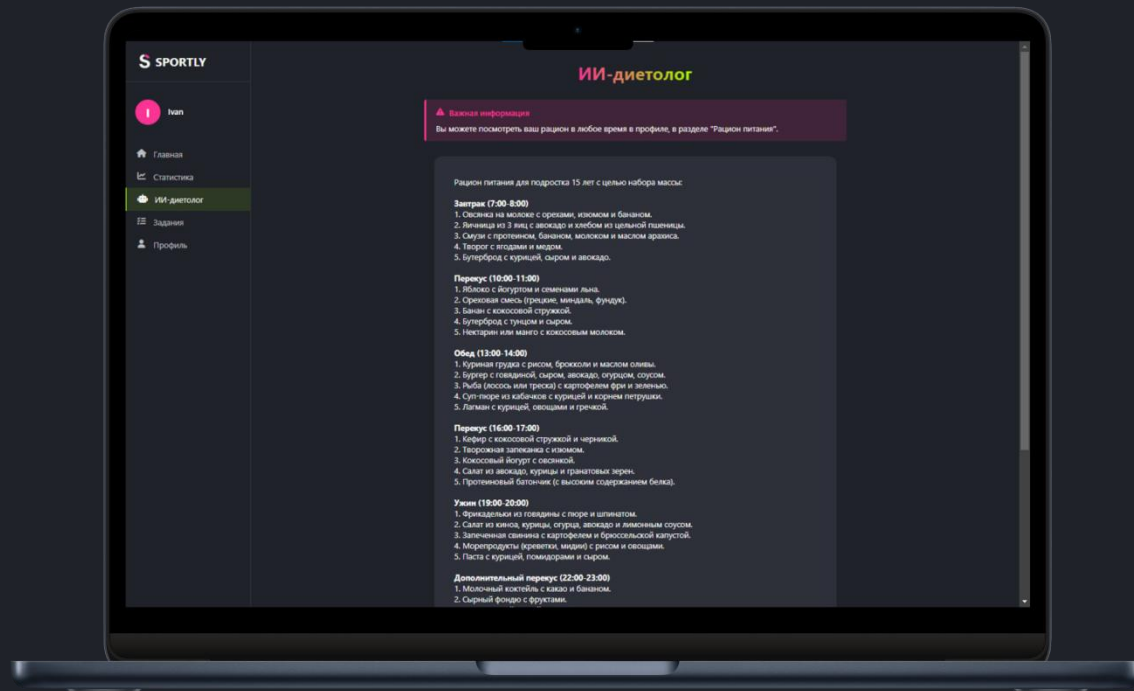 SPORTLY
ИИ-диетолог
I
Ivan
Важная информация
Вы можете посмотреть ваш рацион в любое время в профиле, в разделе "Рацион питания".
Главная
Статистика
ИИ-диетолог
Задания
Профиль
Рацион питания для подростка 15 лет с целью набора массы:
Завтрак (7:00-8:00)
1. Овсянка на молоке с орехами, изюмом и бананом.
2. Яичница из 3 яиц с авокадо и хлебом из цельной пшеницы.
3. Смузи с протеином, бананом, молоком и маслом арахиса.
4. Творог с ягодами и медом.
5. Бутерброд с курицей, сыром и авокадо.
Перекус (10:00-11:00)
1. Яблоко с йогуртом и семенами льна.
2. Ореховая смесь (грецкие, миндаль, фундук).
3. Банан с кокосовой стружкой.
4. Бутерброд с тунцом и сыром.
5. Нектарин или манго с кокосовым молоком.
Обед (13:00-14:00)
1. Куриная грудка с рисом, брокколи и маслом оливы.
2. Бургер с говядиной, сыром, авокадо, огурцом, соусом.
3. Рыба (лосось или треска) с картофелем фри и зеленью.
4. Суп-пюре из кабачков с курицей и корнем петрушки.
5. Лагман с курицей, овощами и гречкой.
Перекус (16:00-17:00)
1. Кефир с кокосовой стружкой и черникой.
2. Творожная запеканка с изюмом.
3. Кокосовый йогурт с овсянкой.
4. Салат из авокадо, курицы и гранатовых зерен.
5. Протеиновый батончик (с высоким содержанием белка).
Ужин (19:00-20:00)
1. Фрикадельки из говядины с пюре и шпинатом.
2. Салат из киноа, курицы, огурца, авокадо и лимонным соусом.
3. Запеченная свинина с картофелем и брюссельской капустой.
4. Морепродукты (креветки, мидии) с рисом и овощами.
5. Паста с курицей, помидорами и сыром.
Дополнительный перекус (22:00-23:00)
1. Молочный коктейль с какао и бананом.
2. Сырный фондю с фруктами.